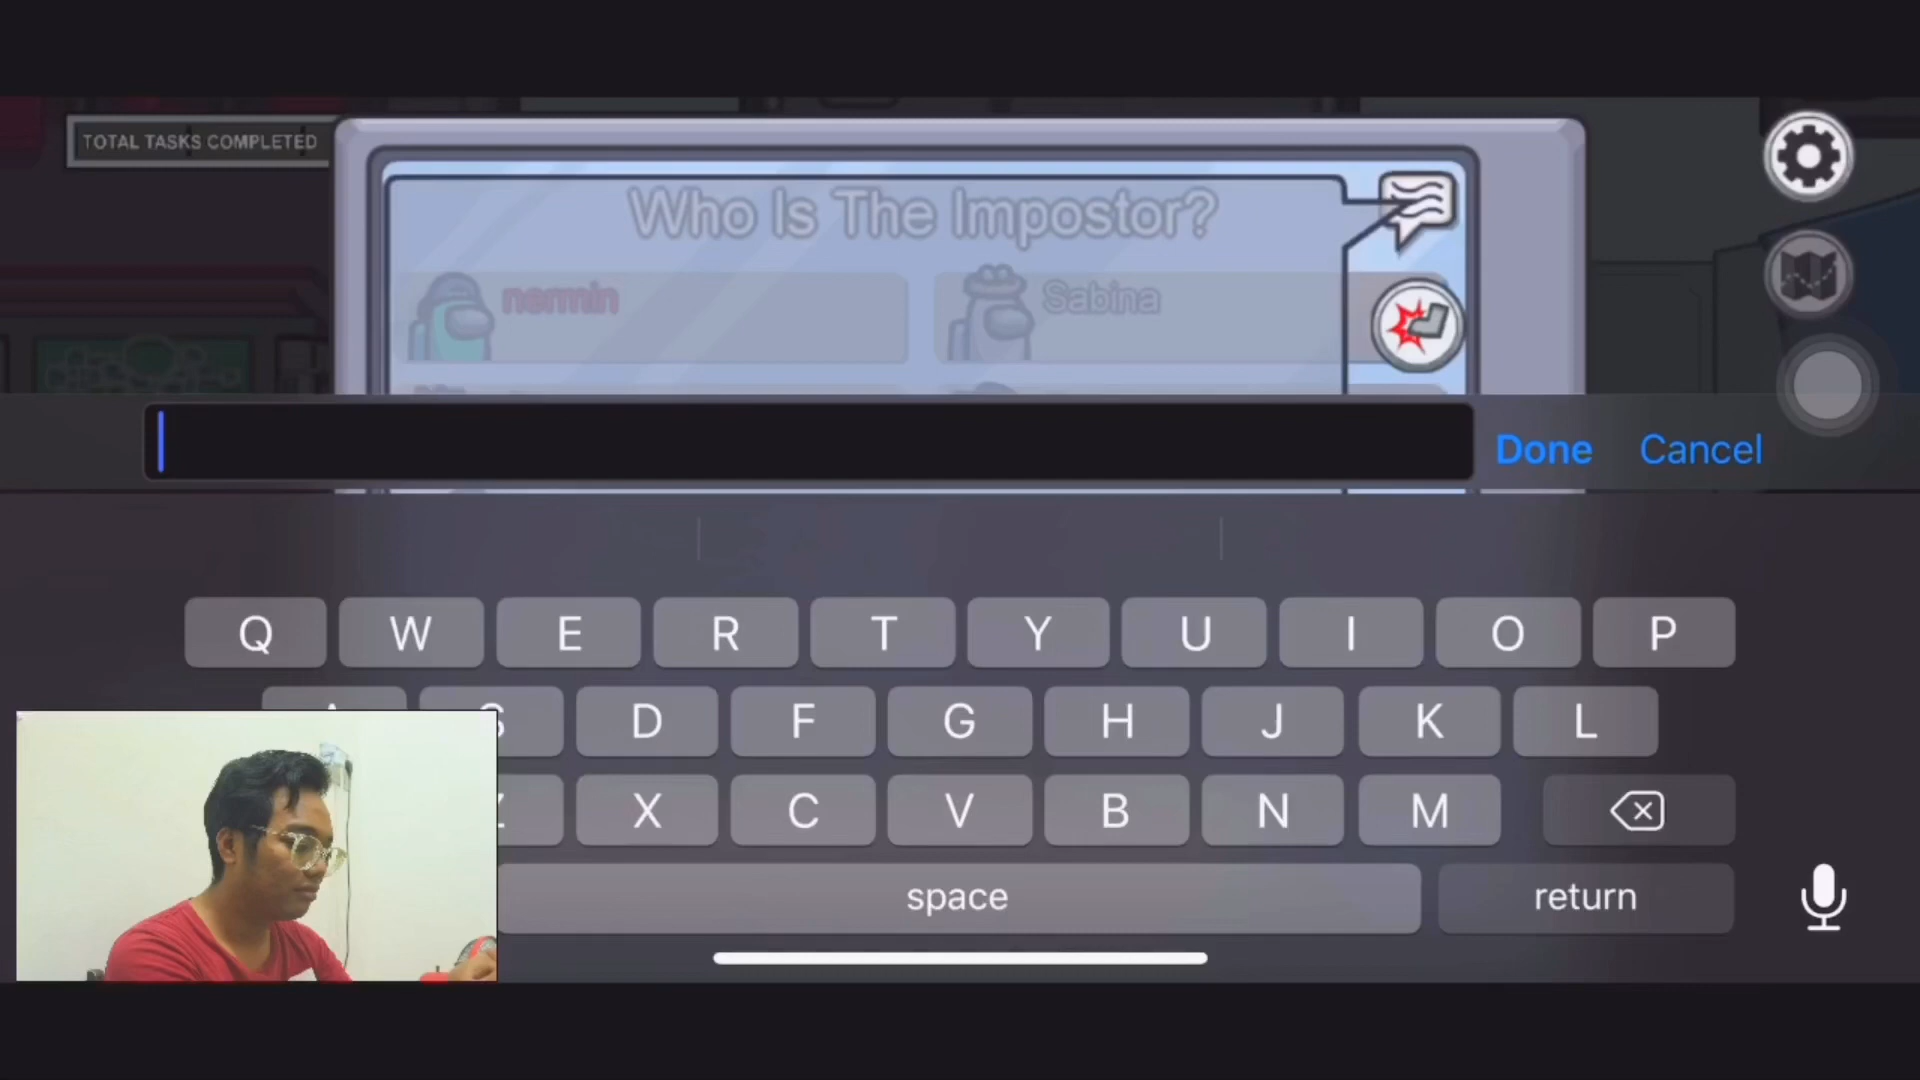 TOTAL TASKS COMPLETED
Who Is The Impostor?
nermin
Sabina
Done
Cancel
Q W E R T Y U I O P
D F G H J K L
X C V B N M
space
return